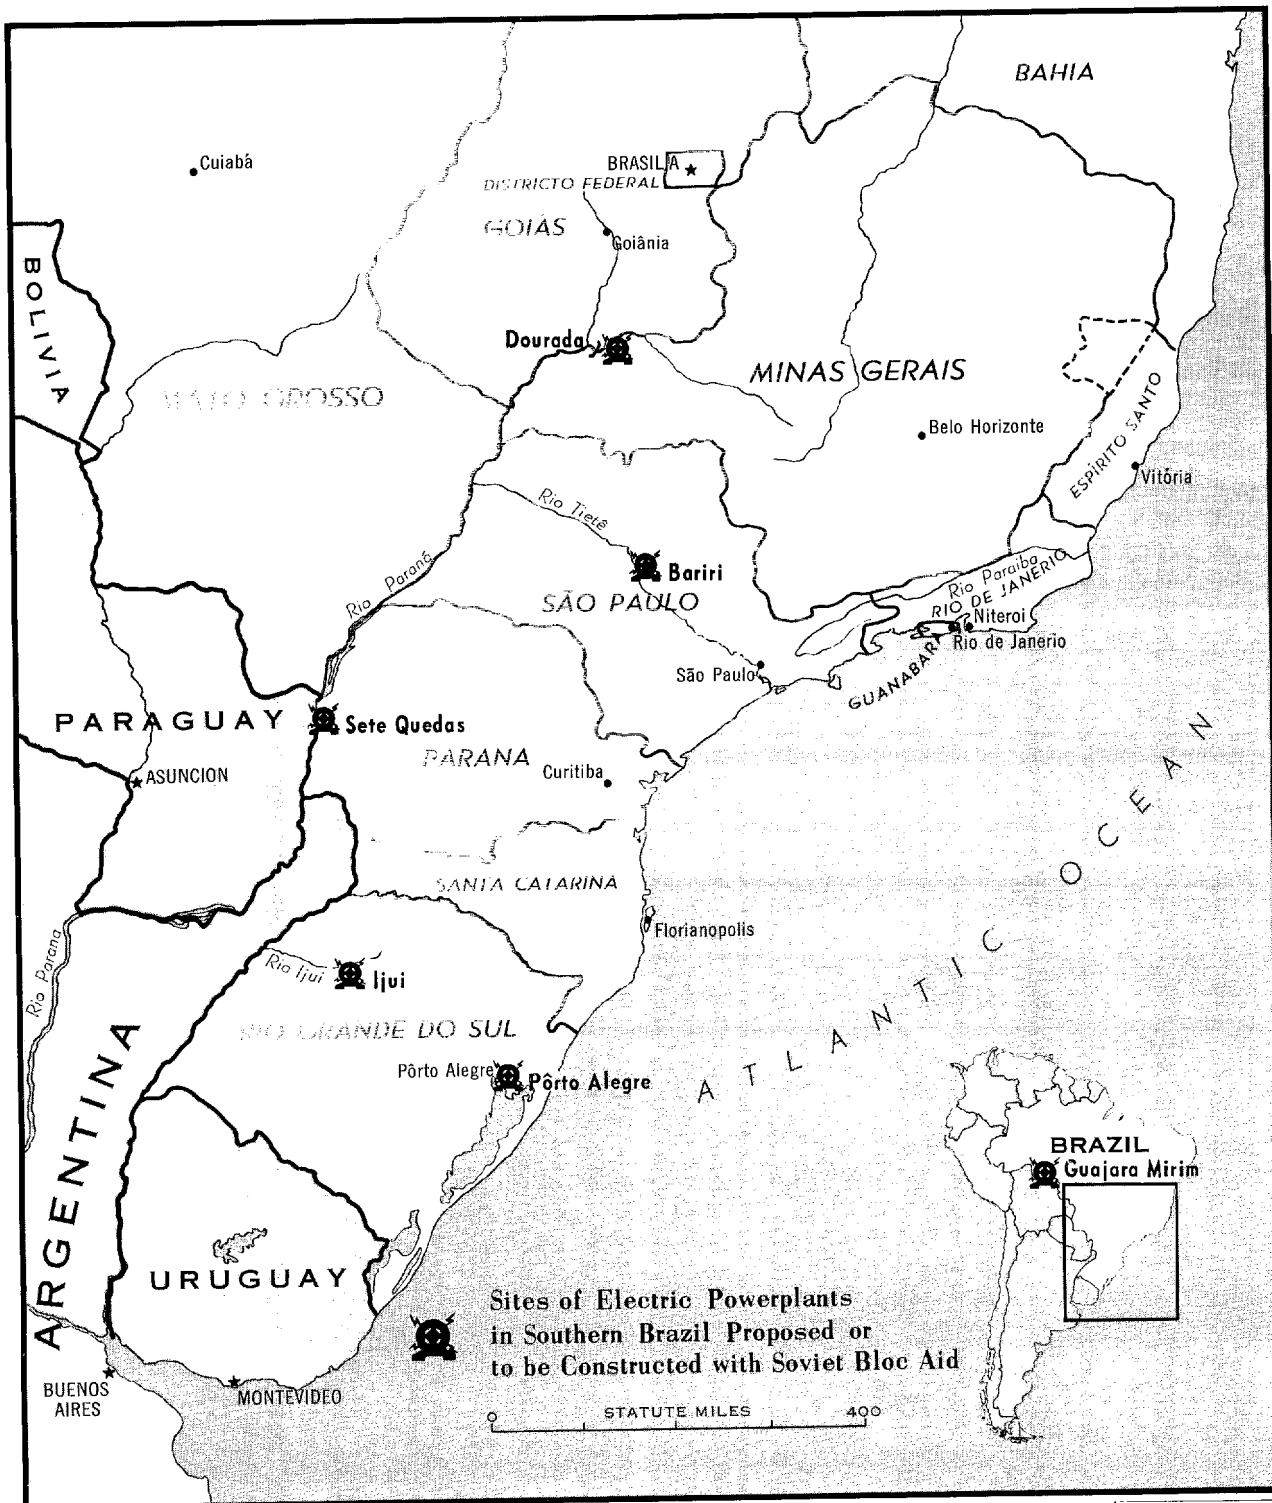 BAHIA
Cuiabá
BRASILIA
DISTRICTO FEDERAL
GOIÁS
Goiânia
BOLIVIA
Dourada
MINAS GERAIS
MATO GROSSO
Belo Horizonte
ESPÍRITO SANTO
Vitória
Rio Tietê
Rio Paraná
Bariri
SÃO PAULO
Rio Paraiba
RIO DE JANERIO
Niteroi
Rio de Janerio
GUANABARA
São Paulo
PARAGUAY
Sete Quedas
PARANA
Curitiba
ASUNCION
SANTA CATARINA
Florianopolis
Rio Parana
Rio Ijui
Ijui
RIO GRANDE DO SUL
Pôrto Alegre
Pôrto Alegre
ATLANTIC OCEAN
ARGENTINA
BRAZIL
Guajara Mirim
URUGUAY
Sites of Electric Powerplants
in Southern Brazil Proposed or
to be Constructed with Soviet Bloc Aid
BUENOS
AIRES
MONTEVIDEO
0 STATUTE MILES 400